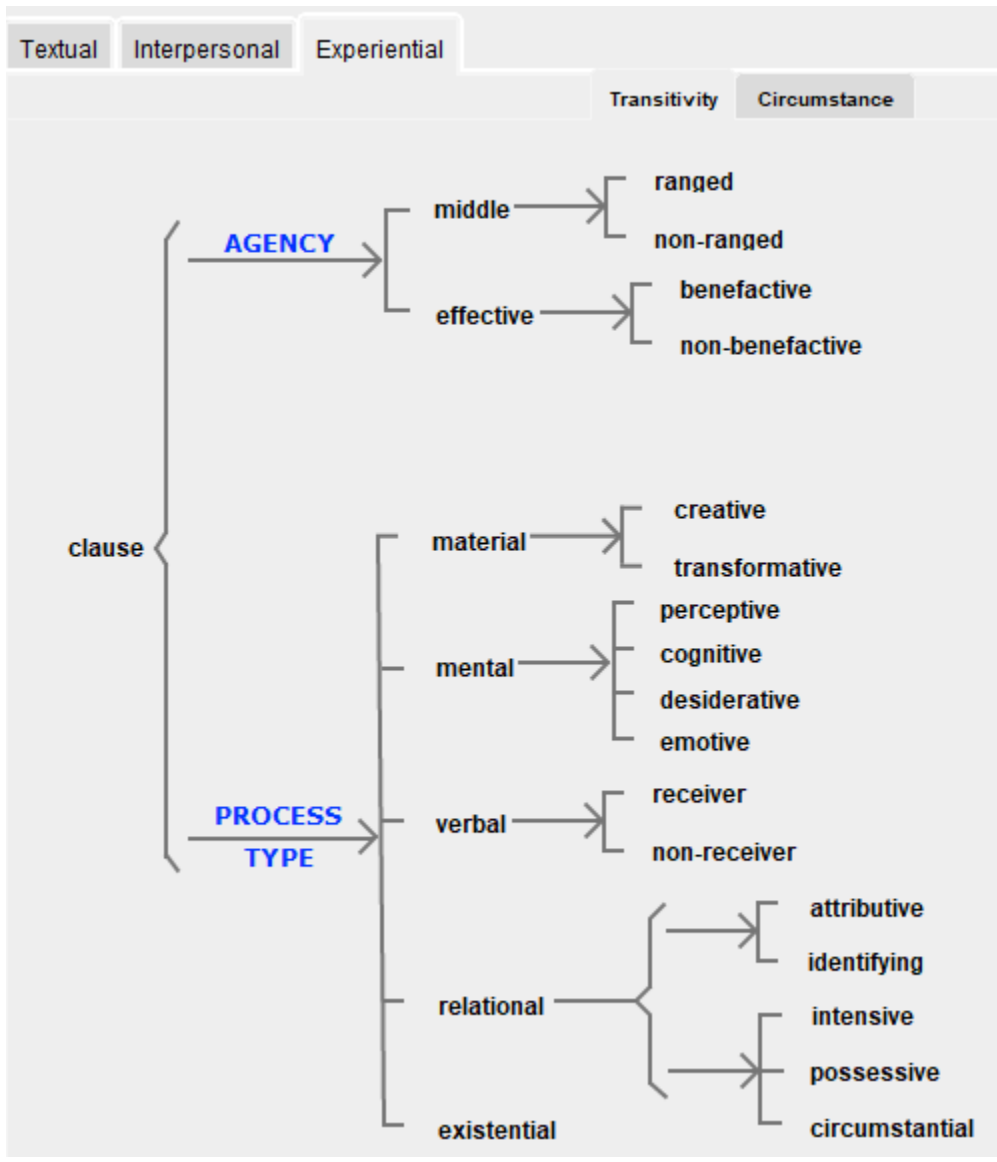 Textual Interpersonal Experiential
Transitivity Circumstance
ranged
middle
AGENCY
non-ranged
benefactive
effective
non-benefactive
creative
material
clause
transformative
perceptive
cognitive
mental
desiderative
emotive
receiver
PROCESS
verbal
TYPE
non-receiver
attributive
identifying
relational
intensive
possessive
circumstantial
existential